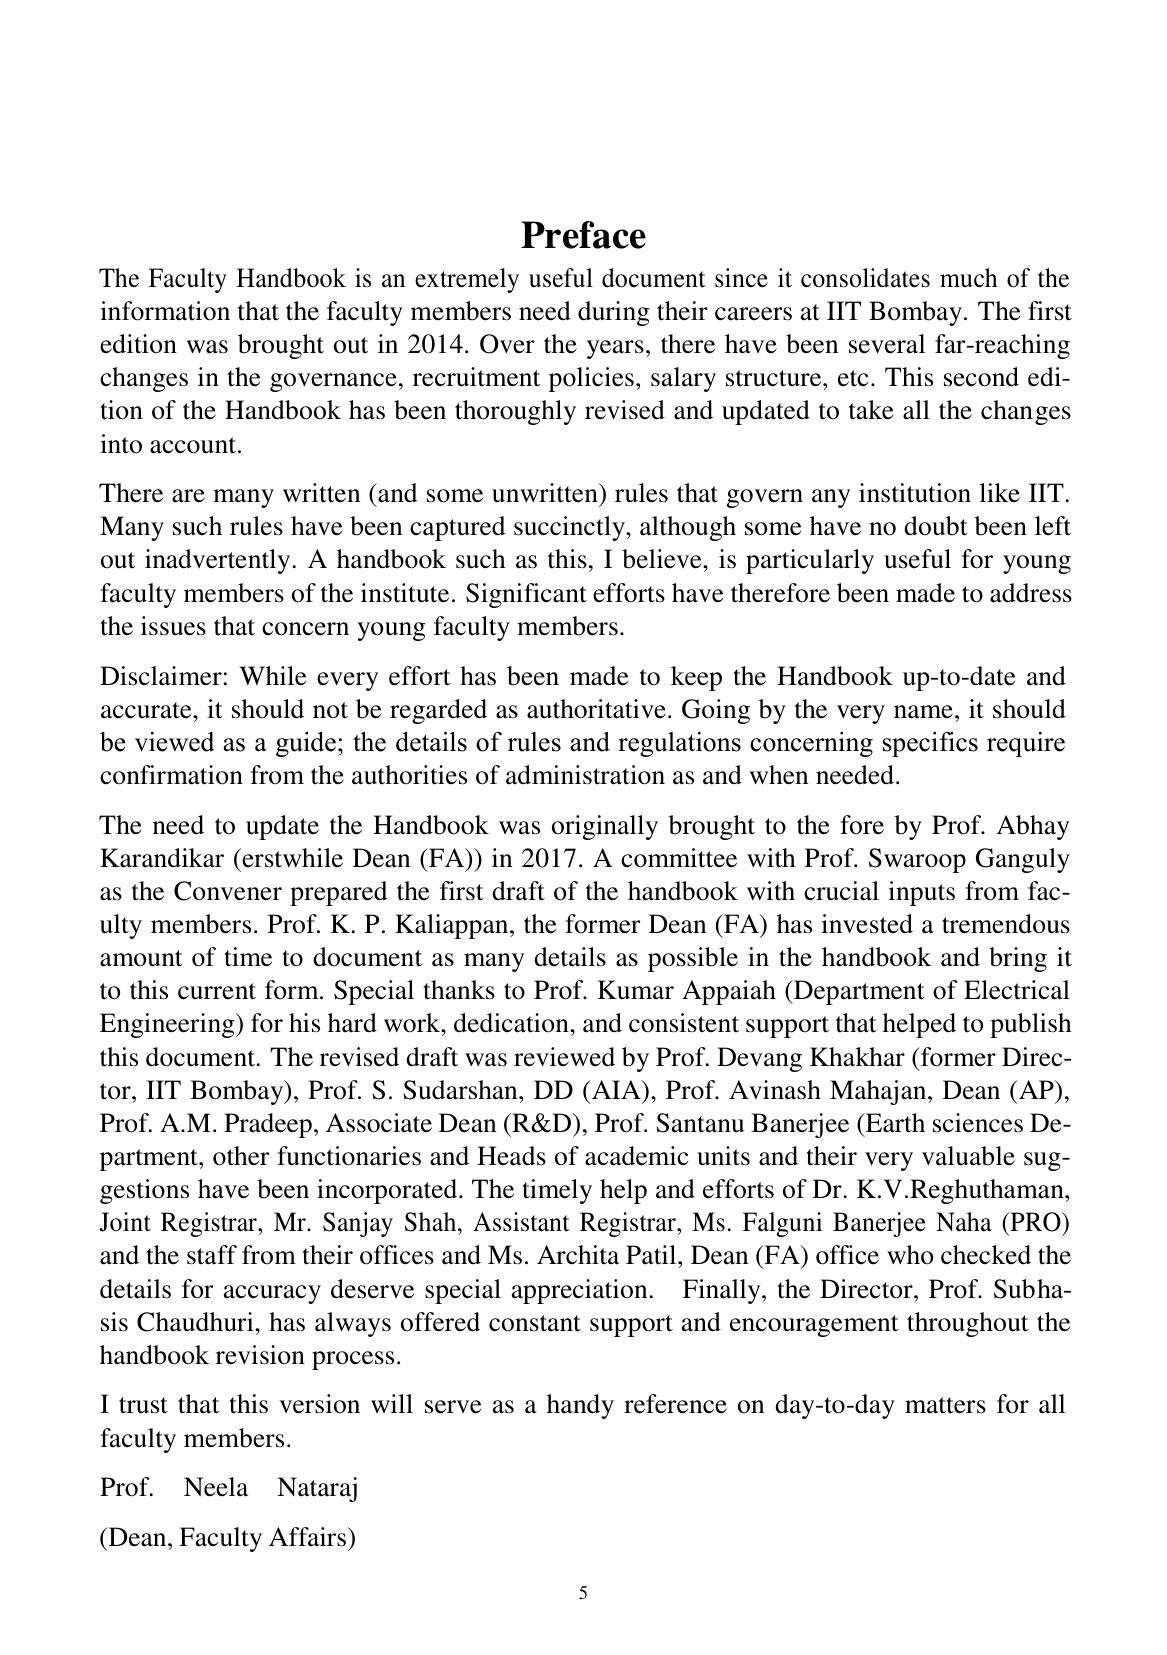 Preface
The Faculty Handbook is an extremely useful document since it consolidates much of the
information that the faculty members need during their careers at IIT Bombay. The first
edition was brought out in 2014. Over the years, there have been several far-reaching
changes in the governance, recruitment policies, salary structure, etc. This second edi-
tion of the Handbook has been thoroughly revised and updated to take all the changes
into account.
There are many written (and some unwritten) rules that govern any institution like IIT.
Many such rules have been captured succinctly, although some have no doubt been left
out inadvertently. A handbook such as this, I believe, is particularly useful for young
faculty members of the institute. Significant efforts have therefore been made to address
the issues that concern young faculty members.
Disclaimer: While every effort has been made to keep the Handbook up-to-date and
accurate, it should not be regarded as authoritative. Going by the very name, it should
be viewed as a guide; the details of rules and regulations concerning specifics require
confirmation from the authorities of administration as and when needed.
The need to update the Handbook was originally brought to the fore by Prof. Abhay
Karandikar (erstwhile Dean (FA)) in 2017. A committee with Prof. Swaroop Ganguly
as the Convener prepared the first draft of the handbook with crucial inputs from fac-
ulty members. Prof. K. P. Kaliappan, the former Dean (FA) has invested a tremendous
amount of time to document as many details as possible in the handbook and bring it
to this current form. Special thanks to Prof. Kumar Appaiah (Department of Electrical
Engineering) for his hard work, dedication, and consistent support that helped to publish
this document. The revised draft was reviewed by Prof. Devang Khakhar (former Direc-
tor, IIT Bombay), Prof. S. Sudarshan, DD (AIA), Prof. Avinash Mahajan, Dean (AP),
Prof. A.M. Pradeep, Associate Dean (R&D), Prof. Santanu Banerjee (Earth sciences De-
partment, other functionaries and Heads of academic units and their very valuable sug-
gestions have been incorporated. The timely help and efforts of Dr. K.V.Reghuthaman,
Joint Registrar, Mr. Sanjay Shah, Assistant Registrar, Ms. Falguni Banerjee Naha (PRO)
and the staff from their offices and Ms. Archita Patil, Dean (FA) office who checked the
details for accuracy deserve special appreciation. Finally, the Director, Prof. Subha-
sis Chaudhuri, has always offered constant support and encouragement throughout the
handbook revision process.
I trust that this version will serve as a handy reference on day-to-day matters for all
faculty members.
Prof. Neela Nataraj
(Dean, Faculty Affairs)
5